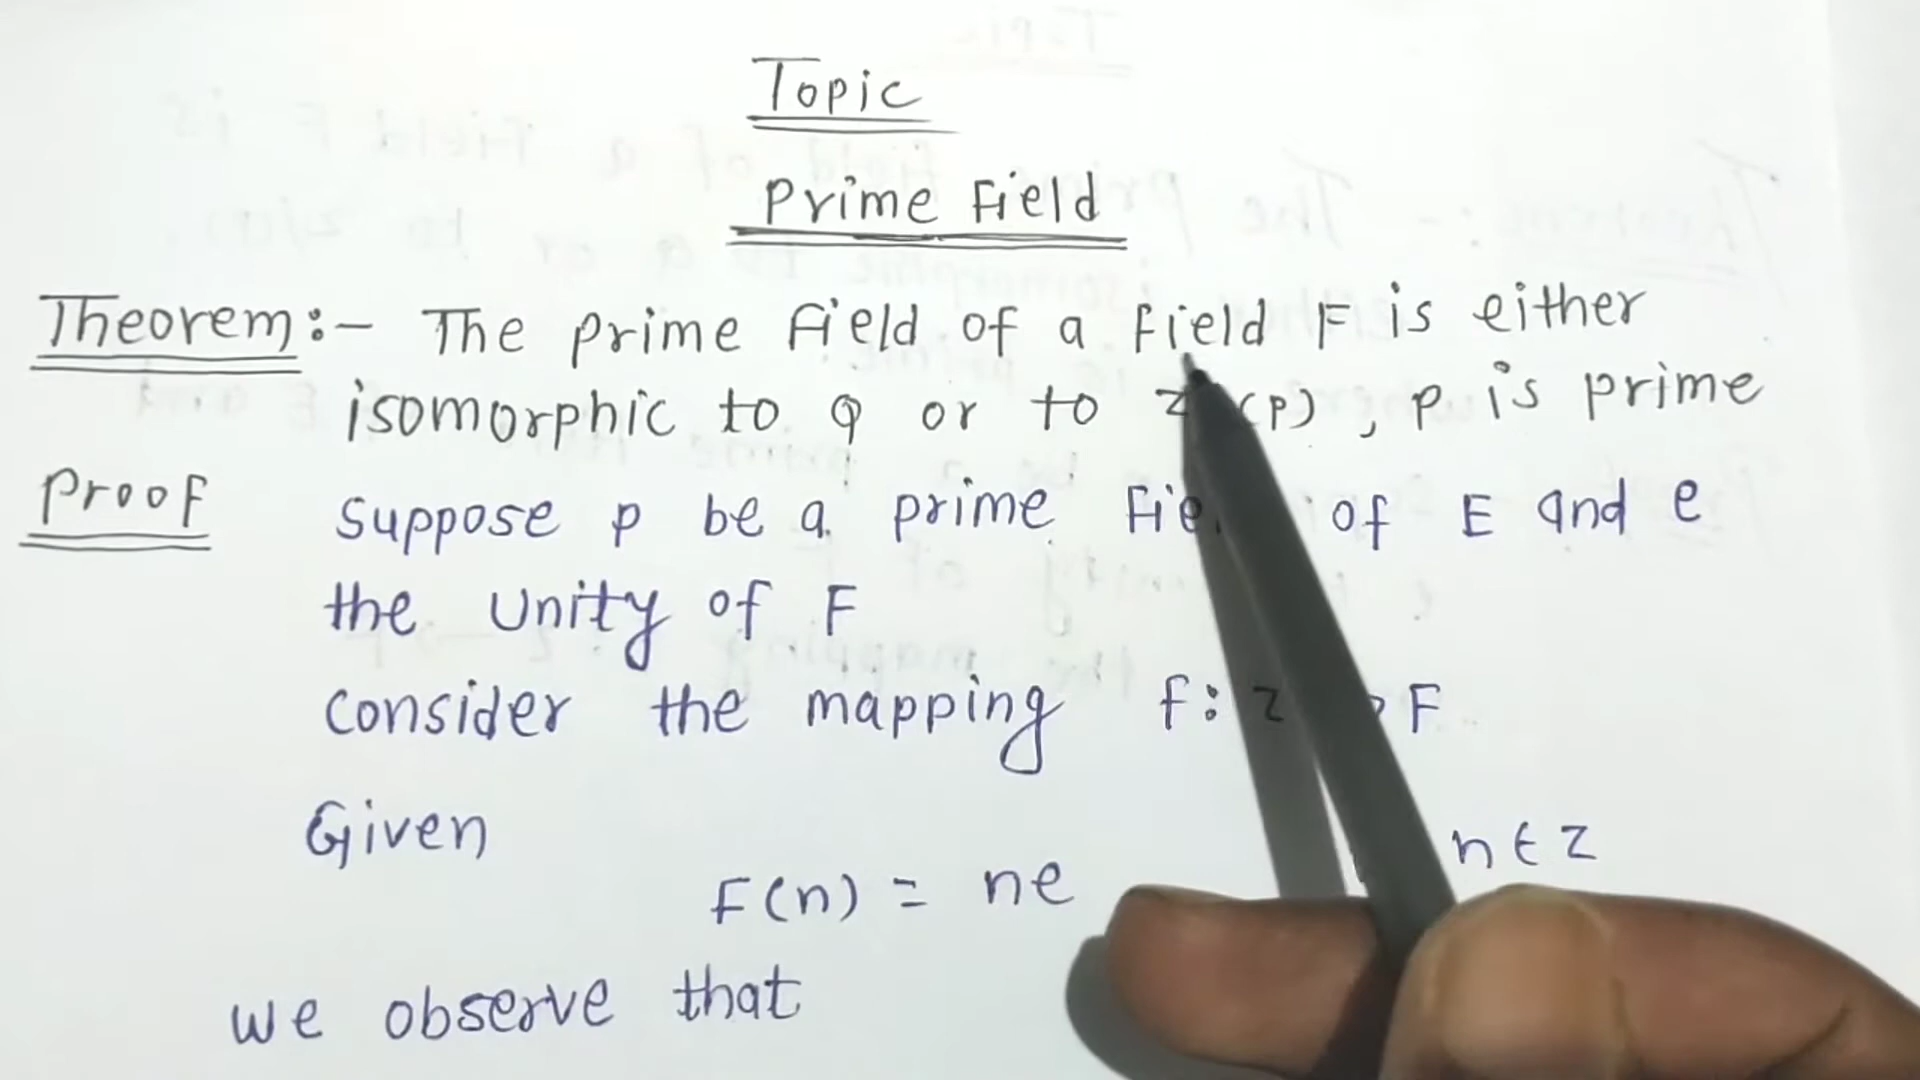 Topic
Prime Field
Theorem:- The prime field of a field F is either
isomorphic to Q or to Z (P), P is prime
Proof
Suppose P be a prime of E and e
the unity of F
consider the mapping f: Z F
Given
F(n) = ne n ∈ Z
we observe that